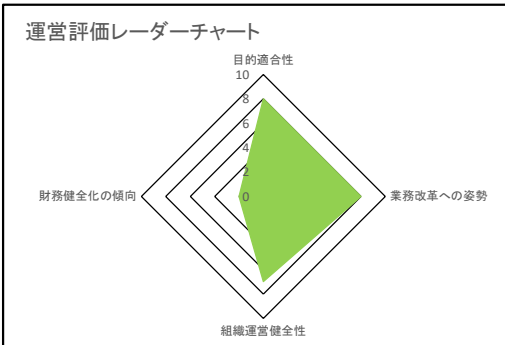 運営評価レーダーチャート
目的適合性
10
8
6
4
2
0
財務健全化の傾向
業務改革への姿勢
組織運営健全性